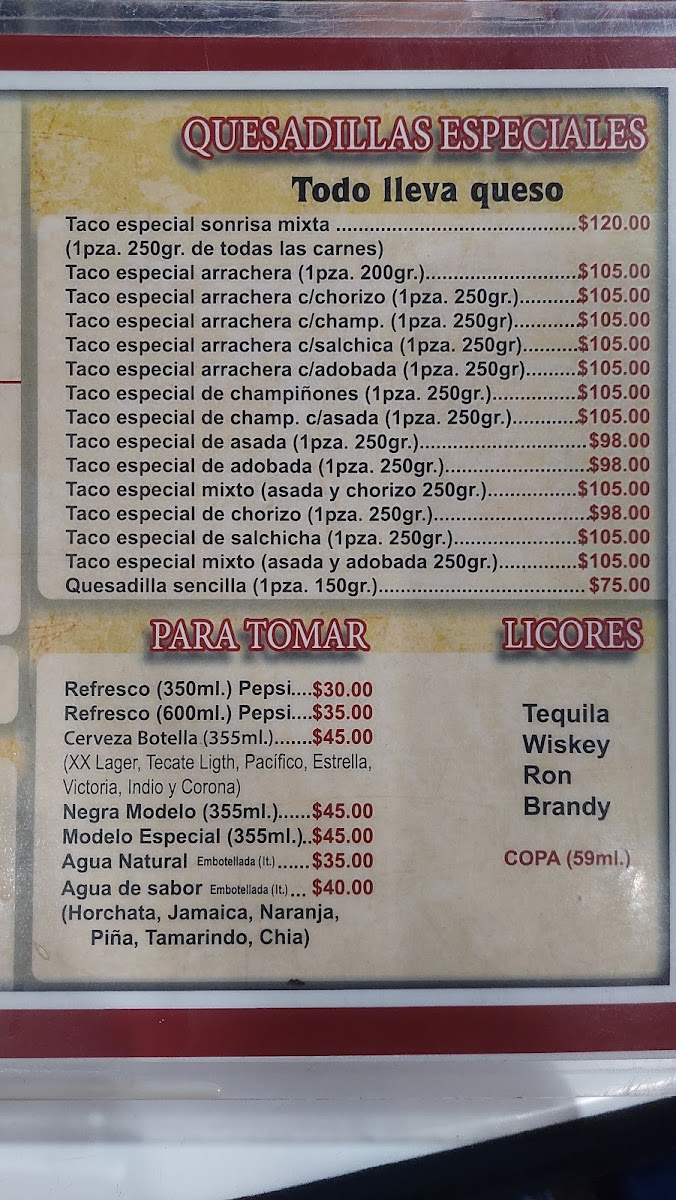 QUESADILLAS ESPECIALES
Todo lleva queso
Taco especial sonrisa mixta ........................................$120.00
(1pza. 250gr. de todas las carnes)
Taco especial arrachera (1pza. 200gr.).........................$105.00
Taco especial arrachera c/chorizo (1pza. 250gr.)..........$105.00
Taco especial arrachera c/champ. (1pza. 250gr)...........$105.00
Taco especial arrachera c/salchica (1pza. 250gr).........$105.00
Taco especial arrachera c/adobada (1pza. 250gr).........$105.00
Taco especial de champiñones (1pza. 250gr.)..............$105.00
Taco especial de champ. c/asada (1pza. 250gr.)...........$105.00
Taco especial de asada (1pza. 250gr.)............................$98.00
Taco especial de adobada (1pza. 250gr.)........................$98.00
Taco especial mixto (asada y chorizo 250gr.)...............$105.00
Taco especial de chorizo (1pza. 250gr.)..........................$98.00
Taco especial de salchicha (1pza. 250gr.).....................$105.00
Taco especial mixto (asada y adobada 250gr.).............$105.00
Quesadilla sencilla (1pza. 150gr.)................................... $75.00
PARA TOMAR
Refresco (350ml.) Pepsi....$30.00
Refresco (600ml.) Pepsi....$35.00
Cerveza Botella (355ml.).......$45.00
(XX Lager, Tecate Ligth, Pacífico, Estrella,
Victoria, Indio y Corona)
Negra Modelo (355ml.)......$45.00
Modelo Especial (355ml.)..$45.00
Agua Natural Embotellada (lt.) ......$35.00
Agua de sabor Embotellada (lt.) ... $40.00
(Horchata, Jamaica, Naranja,
Piña, Tamarindo, Chia)
LICORES
Tequila
Wiskey
Ron
Brandy
COPA (59ml.)